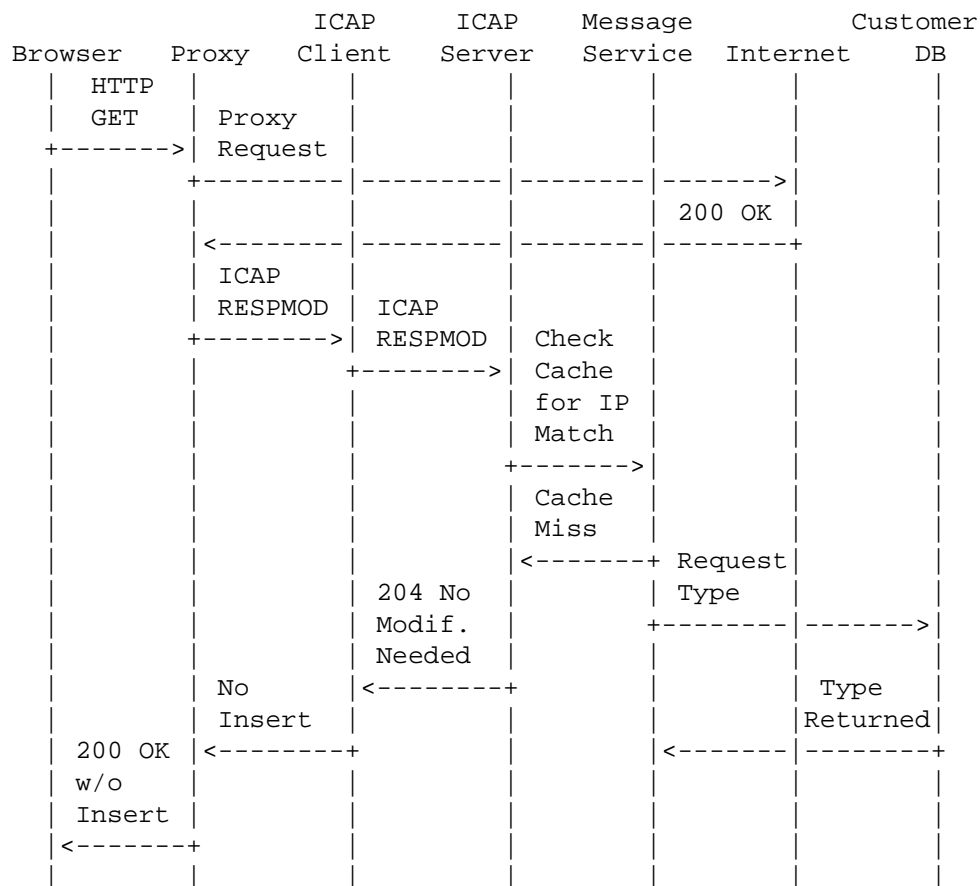 ICAP ICAP Message Customer
Browser Proxy Client Server Service Internet DB
| HTTP | | | | | |
| GET | Proxy | | | | |
+------->| Request | | | | |
| +---------|---------|--------|------->| |
| | | | | 200 OK | |
| |<--------|---------|--------|--------+ |
| | ICAP | | | | |
| | RESPMOD | ICAP | | | |
| +-------->| RESPMOD | Check | | |
| | +-------->| Cache | | |
| | | | for IP | | |
| | | | Match | | |
| | | +------->| | |
| | | | Cache | | |
| | | | Miss | | |
| | | |<-------+ Request| |
| | | 204 No | | Type | |
| | | Modif. | +--------|------->|
| | | Needed | | | |
| | No |<--------+ | | Type |
| | Insert | | | |Returned|
| 200 OK |<--------+ | |<-------|--------+
| w/o | | | | | |
| Insert | | | | | |
|<-------+ | | | | |
| | | | | | |